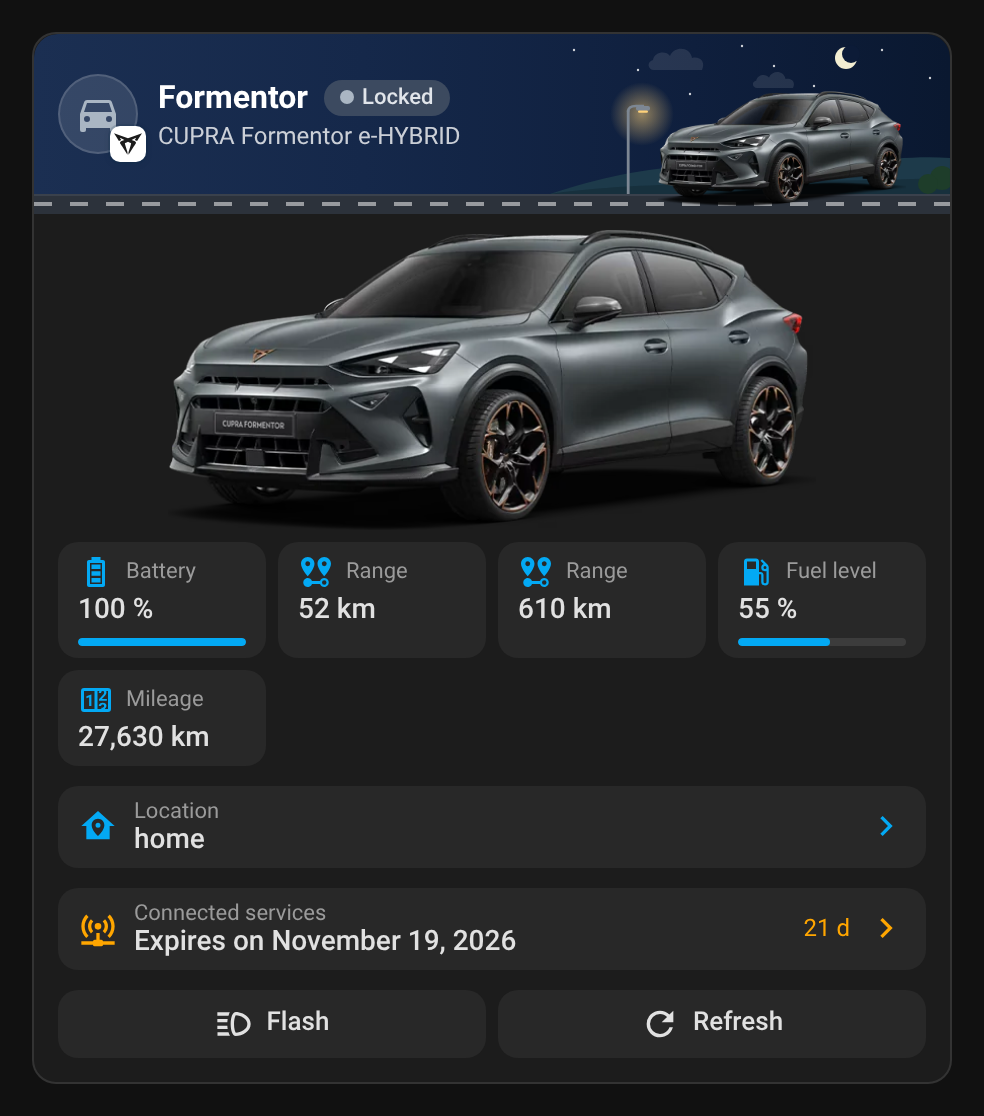 Formentor
Locked
CUPRA Formentor e-HYBRID
CUPRA FORMENTOR
Battery
100 %
Range
52 km
Range
610 km
Fuel level
55 %
Mileage
27,630 km
Location
home
Connected services
Expires on November 19, 2026
21 d
Flash
Refresh